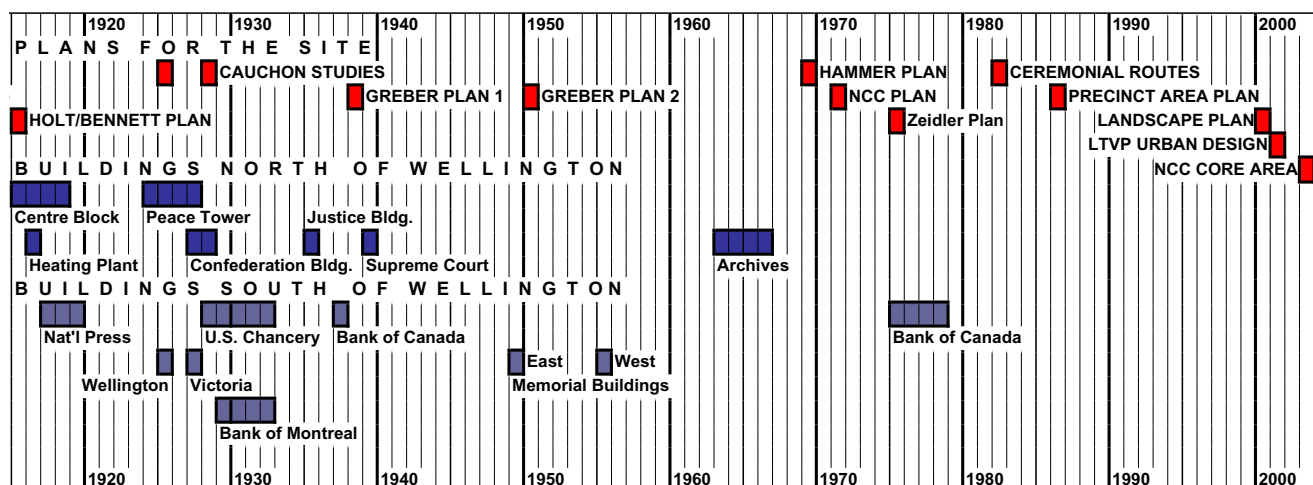 1920 1930 1940 1950 1960 1970 1980 1990 2000
PLANS FOR THE SITE
CAUCHON STUDIES HAMMER PLAN CEREMONIAL ROUTES
GREBER PLAN 1 GREBER PLAN 2 NCC PLAN PRECINCT AREA PLAN
HOLT/BENNETT PLAN Zeidler Plan LANDSCAPE PLAN
LTVP URBAN DESIGN
BUILDINGS NORTH OF WELLINGTON NCC CORE AREA
Centre Block Peace Tower Justice Bldg.
Heating Plant Confederation Bldg. Supreme Court Archives
BUILDINGS SOUTH OF WELLINGTON
Nat'l Press U.S. Chancery Bank of Canada Bank of Canada
East West
Wellington Victoria Memorial Buildings
Bank of Montreal
1920 1930 1940 1950 1960 1970 1980 1990 2000